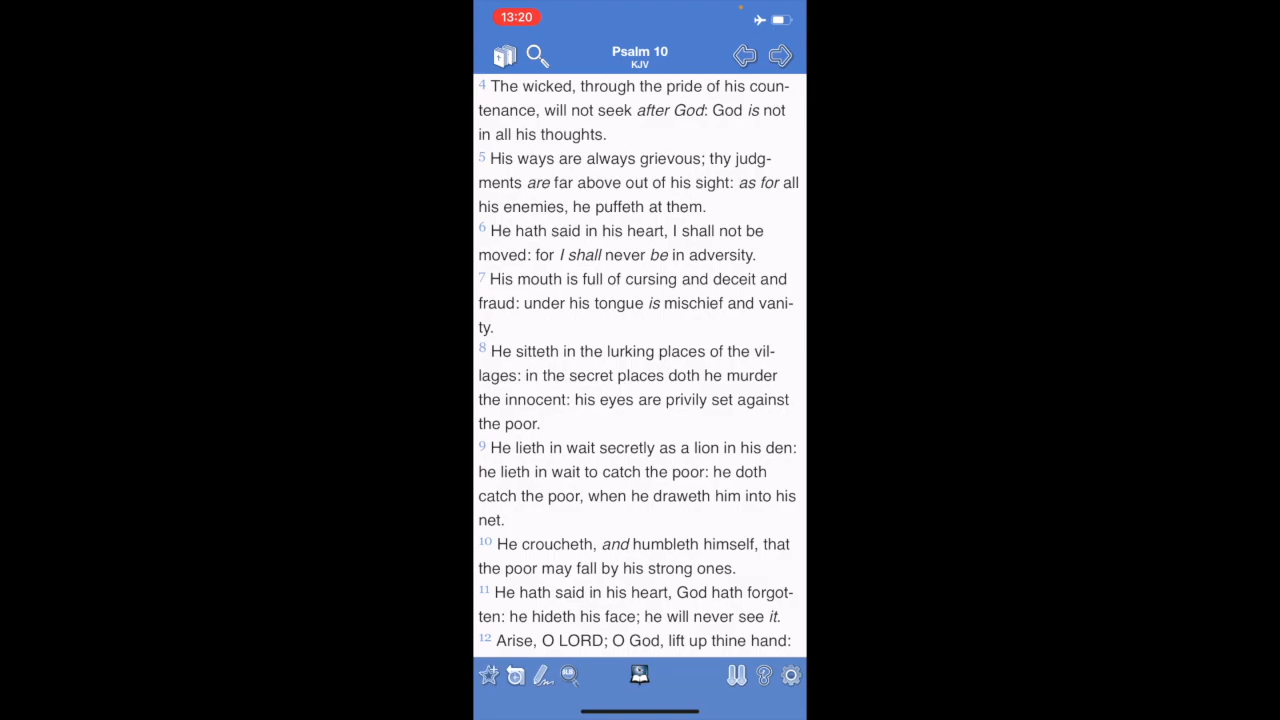 13:20
Psalm 10
KJV
4 The wicked, through the pride of his coun-
tenance, will not seek after God: God is not
in all his thoughts.
5 His ways are always grievous; thy judg-
ments are far above out of his sight: as for all
his enemies, he puffeth at them.
6 He hath said in his heart, I shall not be
moved: for I shall never be in adversity.
7 His mouth is full of cursing and deceit and
fraud: under his tongue is mischief and vani-
ty.
8 He sitteth in the lurking places of the vil-
lages: in the secret places doth he murder
the innocent: his eyes are privily set against
the poor.
9 He lieth in wait secretly as a lion in his den:
he lieth in wait to catch the poor: he doth
catch the poor, when he draweth him into his
net.
10 He croucheth, and humbleth himself, that
the poor may fall by his strong ones.
11 He hath said in his heart, God hath forgot-
ten: he hideth his face; he will never see it.
12 Arise, O LORD; O God, lift up thine hand: